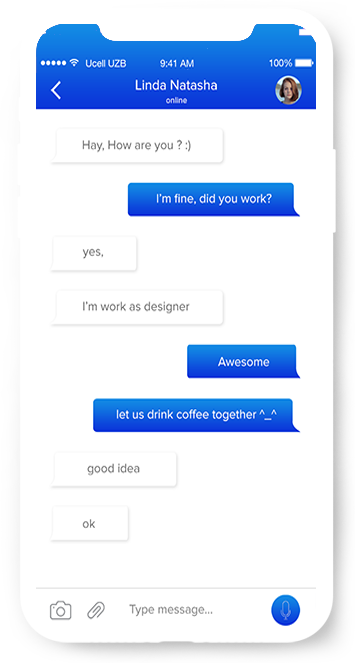 Ucell UZB 9:41 AM 100%
Linda Natasha
online
Hay, How are you ? :)
I'm fine, did you work?
yes,
I'm work as designer
Awesome
let us drink coffee together ^_^
good idea
ok
Type message...